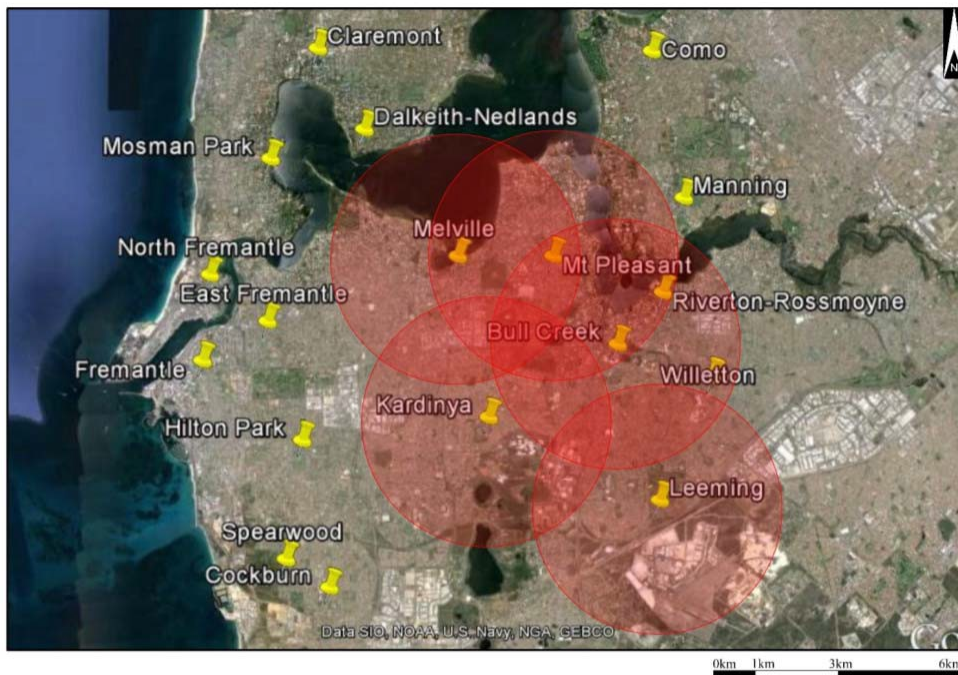 Claremont
Como
N
Dalkeith-Nedlands
Mosman Park
Manning
Melville
North Fremantle
Mt Pleasant
East Fremantle
Riverton-Rossmoyne
Bull Creek
Fremantle
Willetton
Kardinya
Hilton Park
Leeming
Spearwood
Cockburn
Data SIO, NOAA, U.S. Navy, NGA, GEBCO
Go
0km 1km 3km 6km